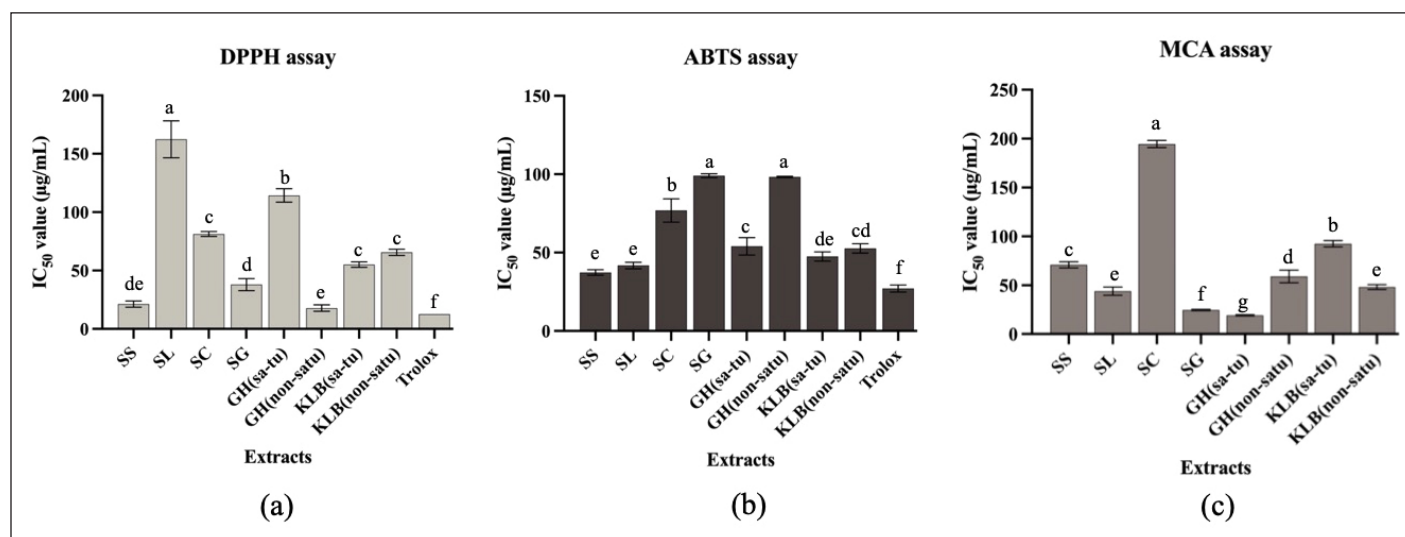 DPPH assay
200
150
100
50
0
IC50 value (µg/mL)
a
b
c
c
c
d
de
e
f
SS
SL
SC
SG
GH(sa-tu)
GH(non-satu)
KLB(sa-tu)
KLB(non-satu)
Trolox
Extracts
(a)
ABTS assay
150
100
50
0
IC50 value (µg/mL)
e
e
b
a
c
a
de
cd
f
SS
SL
SC
SG
GH(sa-tu)
GH(non-satu)
KLB(sa-tu)
KLB(non-satu)
Trolox
Extracts
(b)
MCA assay
250
200
150
100
50
0
IC50 value (µg/mL)
c
e
a
f
g
d
b
e
SS
SL
SC
SG
GH(sa-tu)
GH(non-satu)
KLB(sa-tu)
KLB(non-satu)
Extracts
(c)